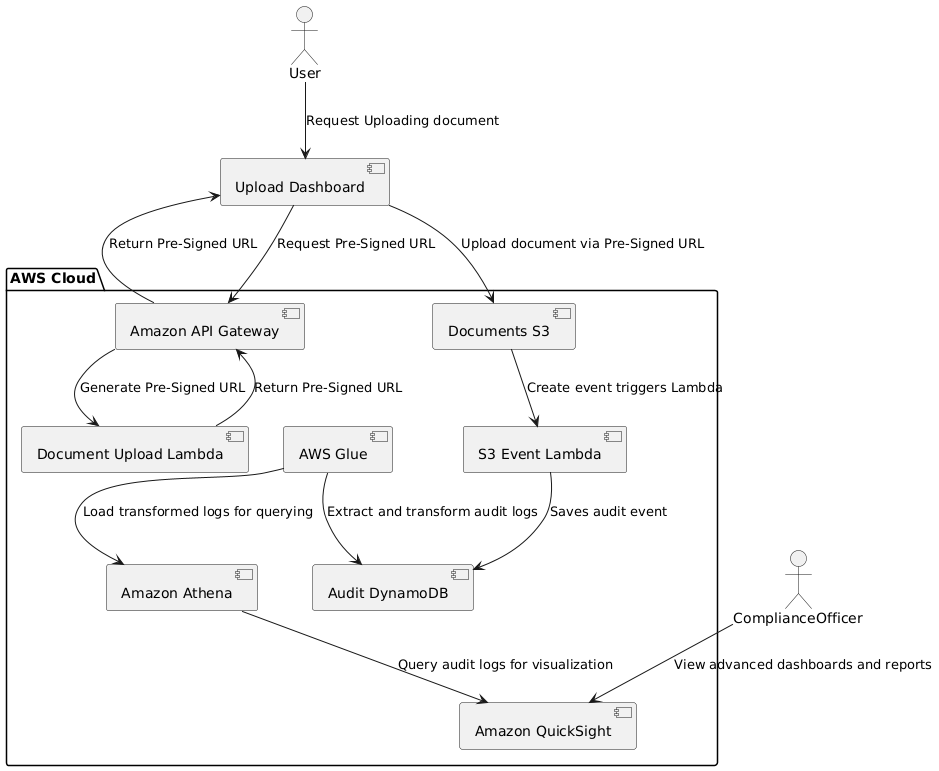 User
Request Uploading document
Upload Dashboard
Return Pre-Signed URL
Request Pre-Signed URL
Upload document via Pre-Signed URL
AWS Cloud
Amazon API Gateway
Documents S3
Generate Pre-Signed URL
Return Pre-Signed URL
Create event triggers Lambda
Document Upload Lambda
AWS Glue
S3 Event Lambda
Load transformed logs for querying
Extract and transform audit logs
Saves audit event
Amazon Athena
Audit DynamoDB
ComplianceOfficer
Query audit logs for visualization
View advanced dashboards and reports
Amazon QuickSight